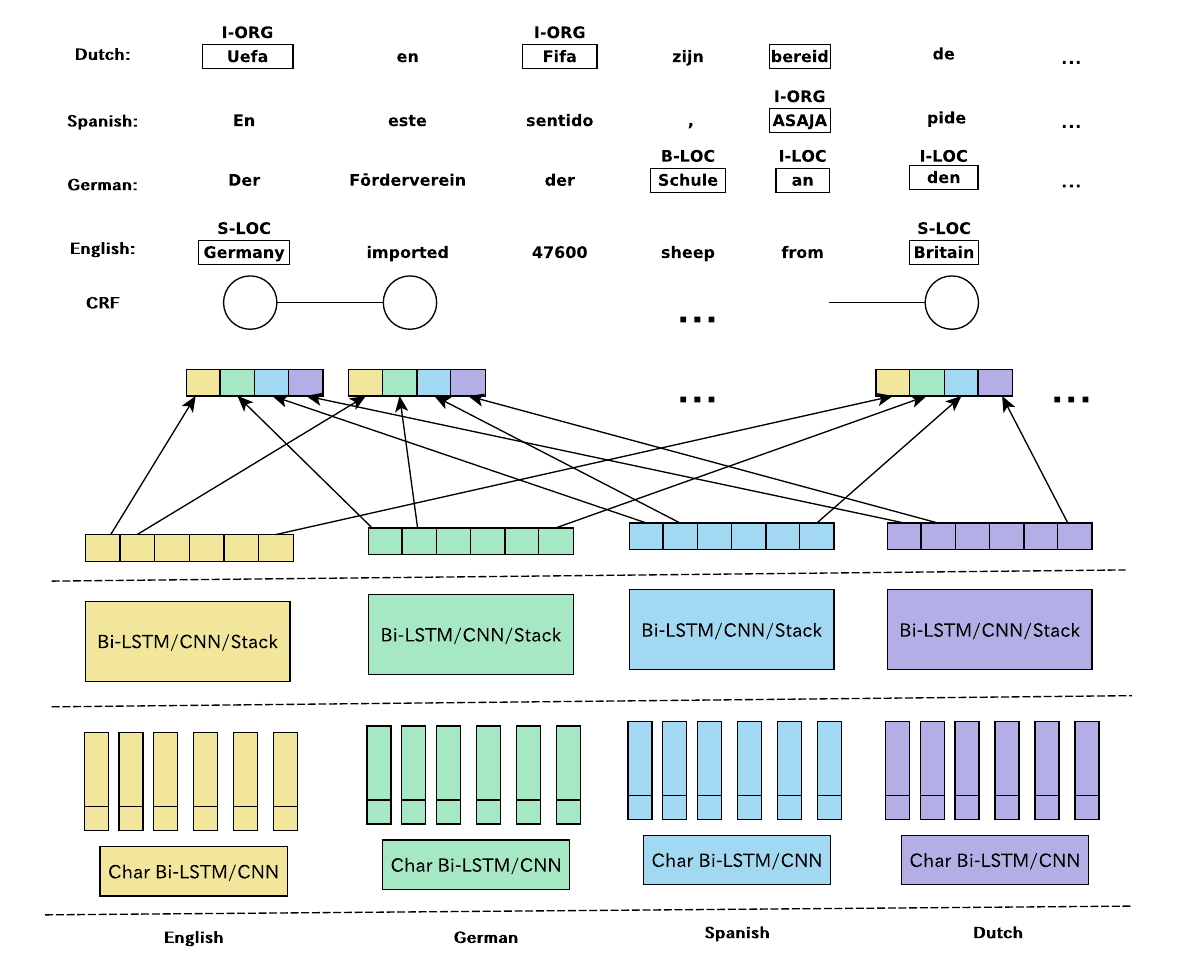 I-ORG I-ORG
Dutch: Uefa en Fifa zijn bereid de ...
I-ORG
Spanish: En este sentido , ASAJA pide ...
B-LOC I-LOC I-LOC
German: Der Fōrderverein der Schule an den ...
S-LOC S-LOC
English: Germany imported 47600 sheep from Britain
CRF ...
... ...
Bi-LSTM/CNN/Stack Bi-LSTM/CNN/Stack Bi-LSTM/CNN/Stack Bi-LSTM/CNN/Stack
Char Bi-LSTM/CNN Char Bi-LSTM/CNN Char Bi-LSTM/CNN Char Bi-LSTM/CNN
English German Spanish Dutch